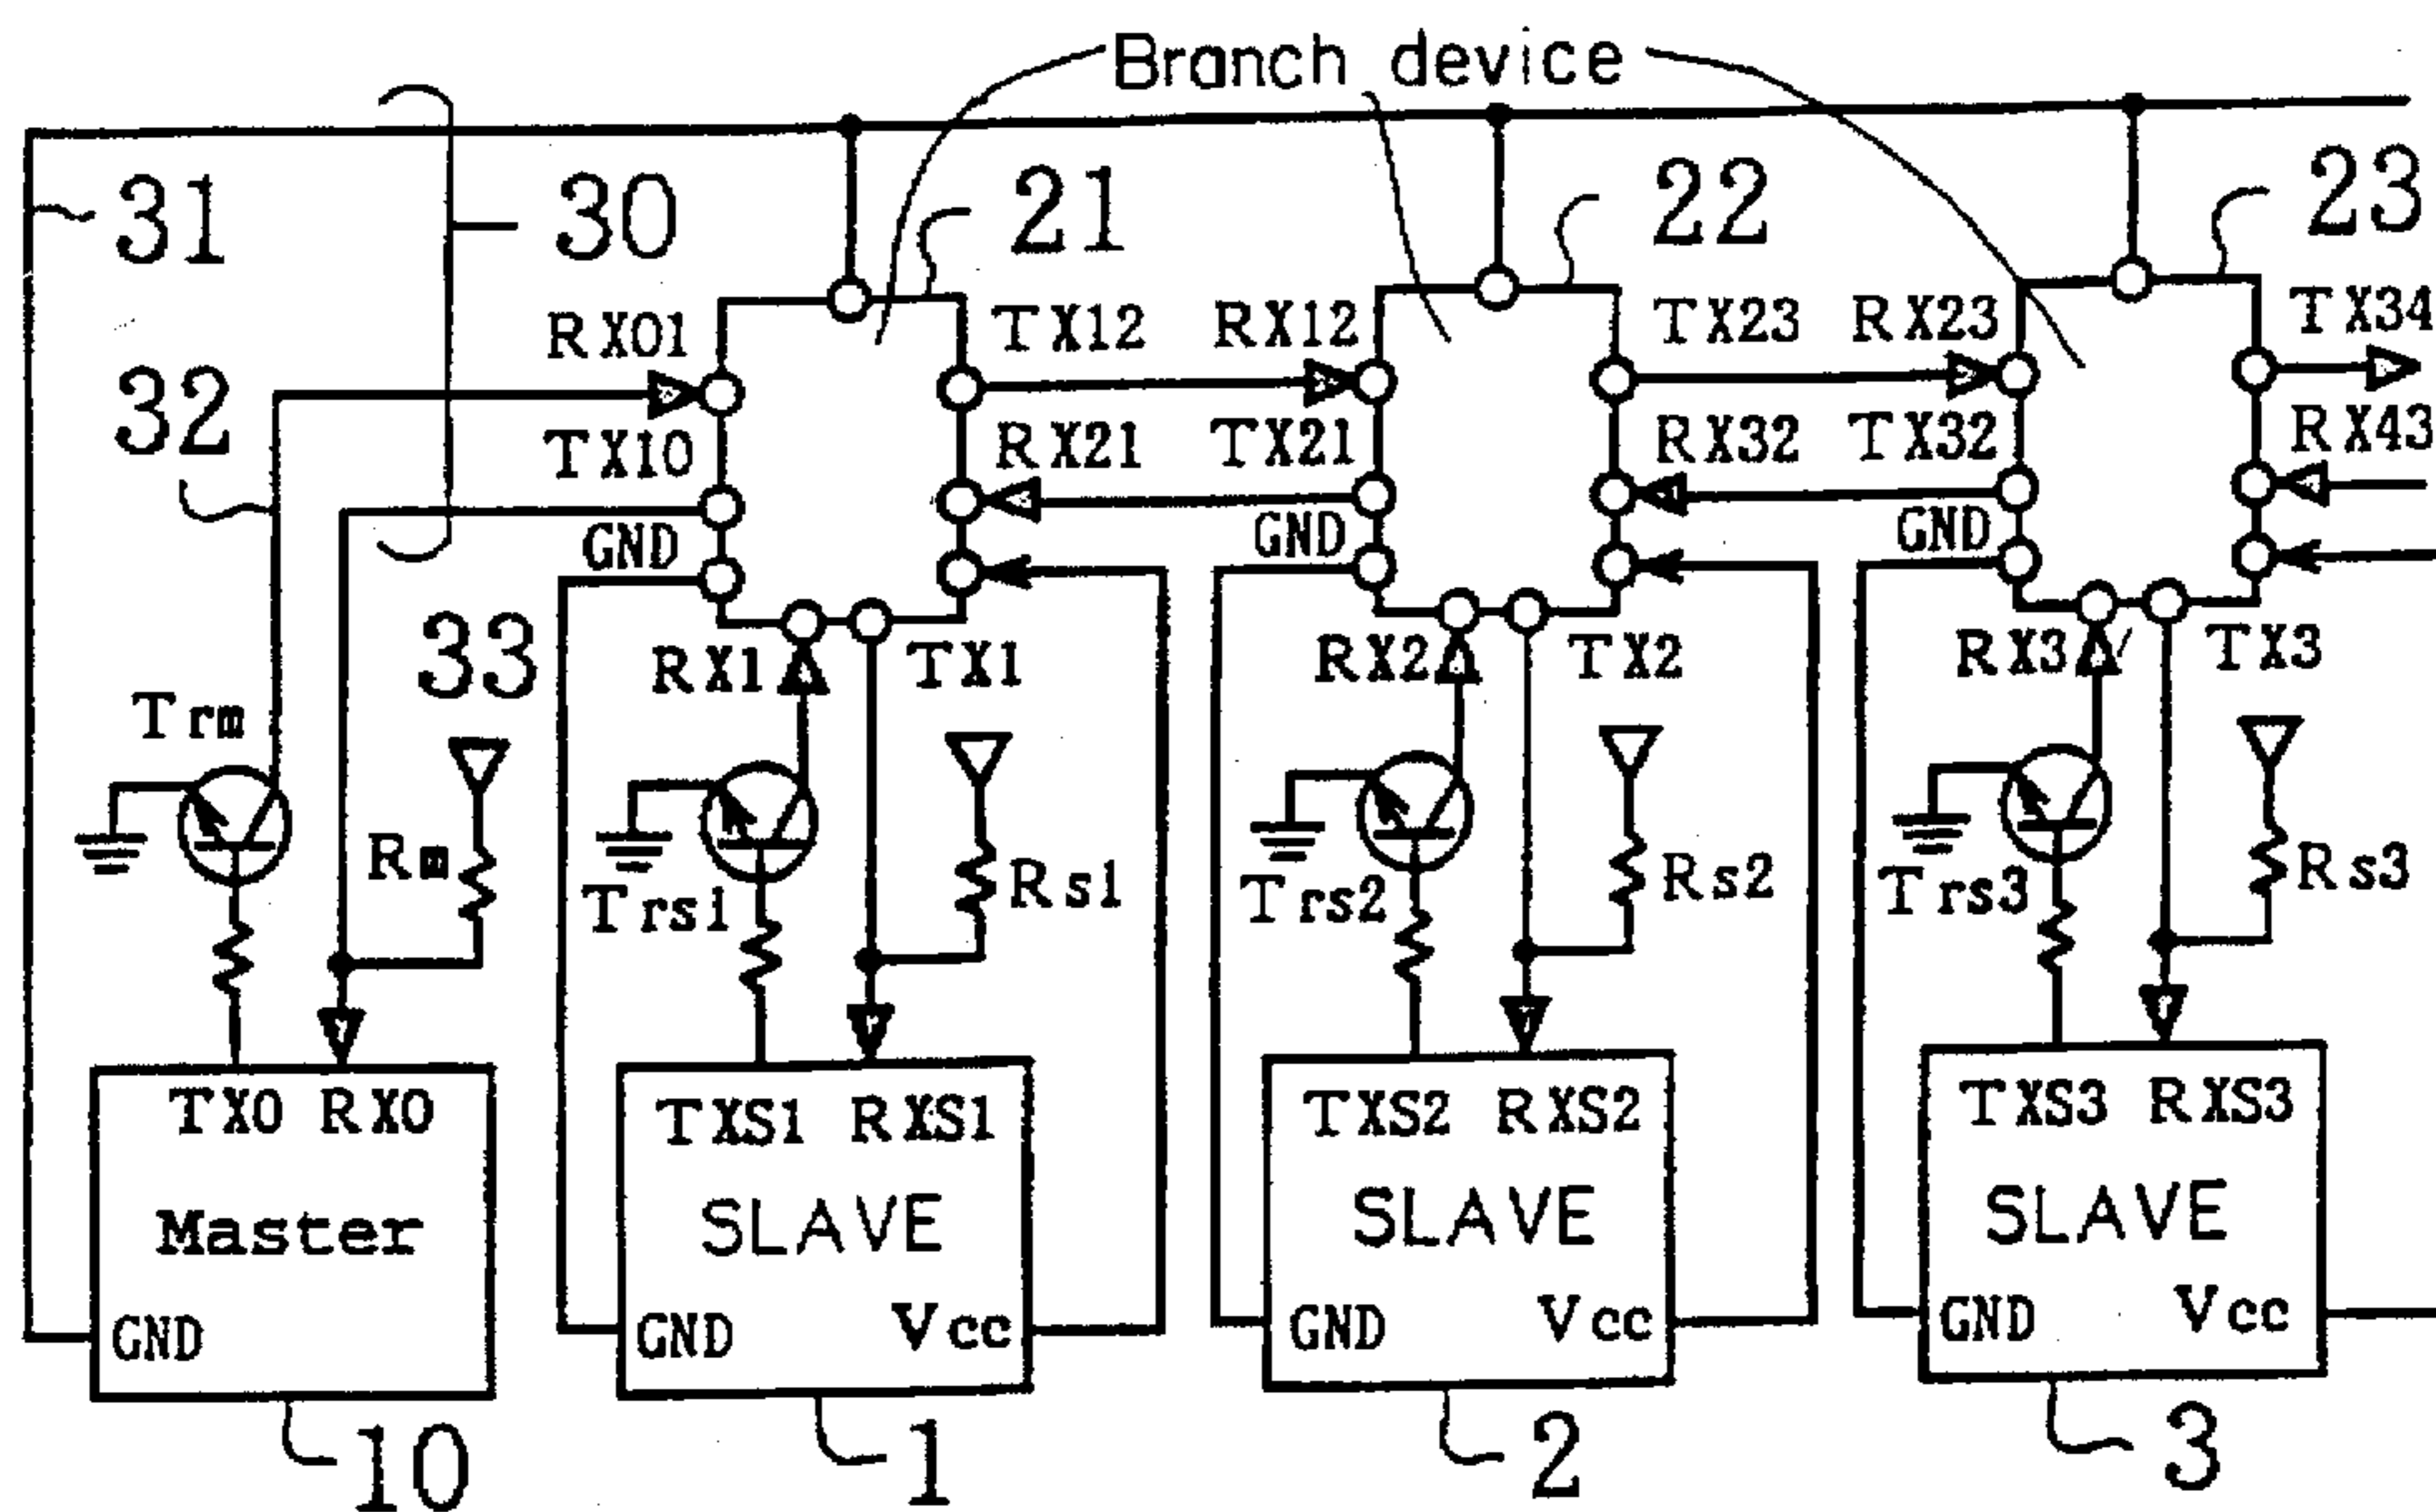 Branch device
31 30 21 22 23
RX01 TX12 RX12 TX23 RX23 TX34
32 TX10 RX21 TX21 RX32 TX32 RX43
GND GND GND
33 RX1 TX1 RX2 TX2 RX3 TX3
Trm
Rm Trs1 Rs1 Trs2 Rs2 Trs3 Rs3
TX0 RX0 TXS1 RXS1 TXS2 RXS2 TXS3 RXS3
Master SLAVE SLAVE SLAVE
GND GND Vcc GND Vcc GND Vcc
10 1 2 3